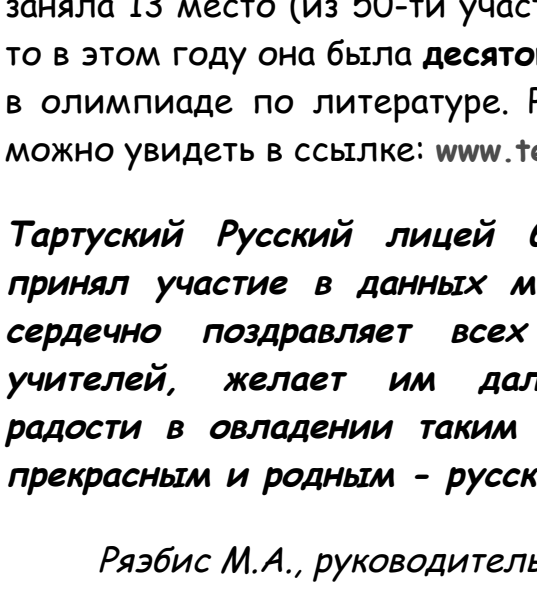 заняла 13 место (из 50-ти участ
то в этом году она была десято
в олимпиаде по литературе.
можно увидеть в ссылке: www.te
Тартуский Русский лицей
принял участие в данных м
сердечно поздравляет всех
учителей, желает им дал
радости в овладении таким
прекрасным и родным – русск
Ряэбис М.А., руководитель